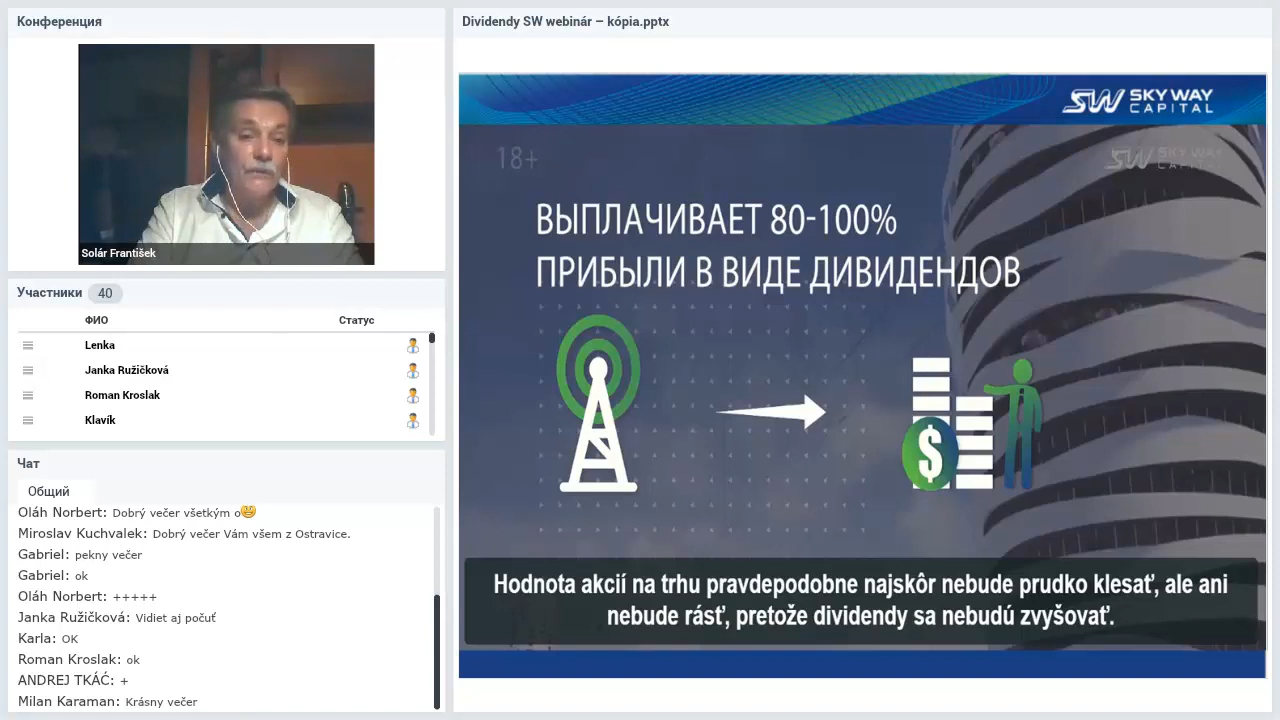 Конференция
Solár František
Участники 40
ФИО Статус
Lenka
Janka Ružičková
Roman Kroslak
Klavík
Чат
Общий
Oláh Norbert: Dobrý večer všetkým o
Miroslav Kuchvalek: Dobrý večer Vám všem z Ostravice.
Gabriel: pekny večer
Gabriel: ok
Oláh Norbert: +++++
Janka Ružičková: Vidiet aj počuť
Karla: OK
Roman Kroslak: ok
ANDREJ TKÁČ: +
Milan Karaman: Krásny večer
Dividendy SW webinár – kópia.pptx
SW SKY WAY
CAPITAL
18+
SW SKY WAY
CAPITAL
ВЫПЛАЧИВАЕТ 80-100%
ПРИБЫЛИ В ВИДЕ ДИВИДЕНДОВ
$
Hodnota akcií na trhu pravdepodobne najskôr nebude prudko klesať, ale ani
nebude rásť, pretože dividendy sa nebudú zvyšovať.